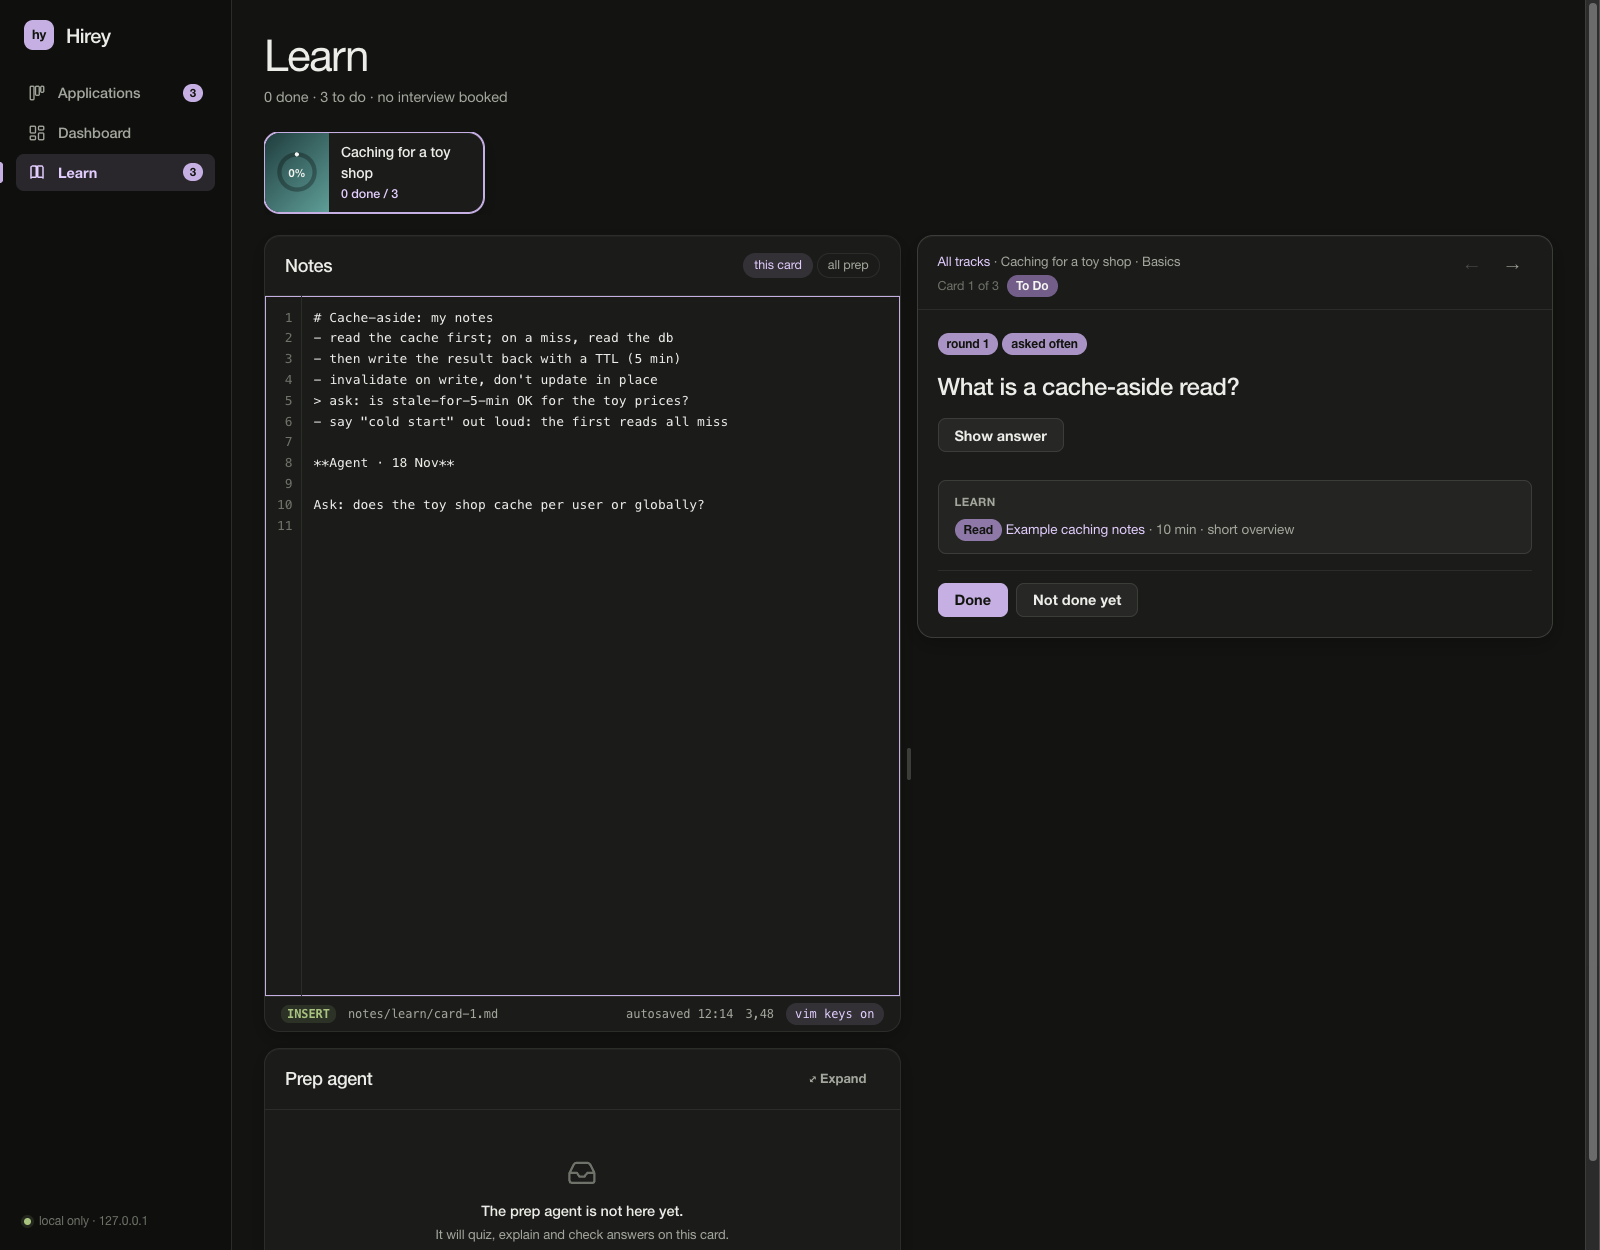 hy Hirey
Applications 3
Dashboard
Learn 3
local only · 127.0.0.1
Learn
0 done · 3 to do · no interview booked
0%
Caching for a toy
shop
0 done / 3
Notes
this card
all prep
1 # Cache-aside: my notes
2 - read the cache first; on a miss, read the db
3 - then write the result back with a TTL (5 min)
4 - invalidate on write, don't update in place
5 > ask: is stale-for-5-min OK for the toy prices?
6 - say "cold start" out loud: the first reads all miss
7
8 **Agent · 18 Nov**
9
10 Ask: does the toy shop cache per user or globally?
11
INSERT notes/learn/card-1.md autosaved 12:14 3,48 vim keys on
Prep agent
⤢ Expand
The prep agent is not here yet.
It will quiz, explain and check answers on this card.
All tracks · Caching for a toy shop · Basics
← →
Card 1 of 3 To Do
round 1 asked often
What is a cache-aside read?
Show answer
LEARN
Read Example caching notes · 10 min · short overview
Done Not done yet